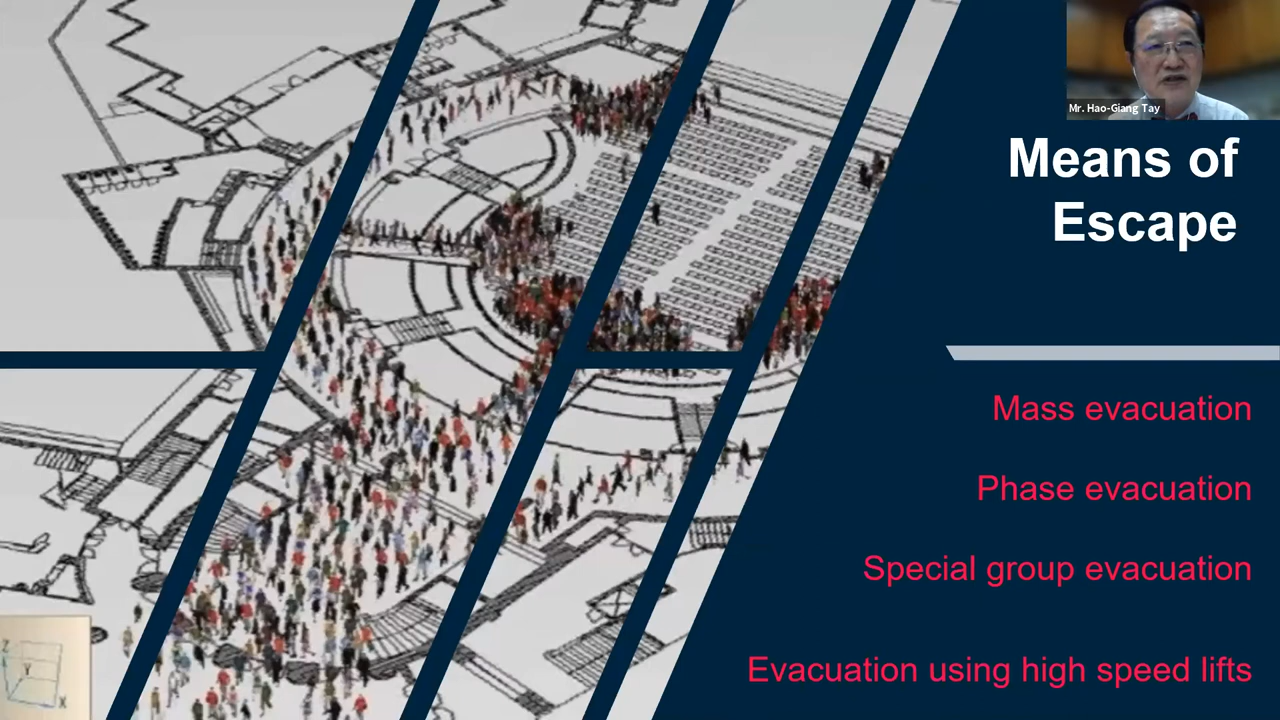 Mr. Hao-Giang Tay
Means of
Escape
Mass evacuation
Phase evacuation
Special group evacuation
Evacuation using high speed lifts
Z
Y
X